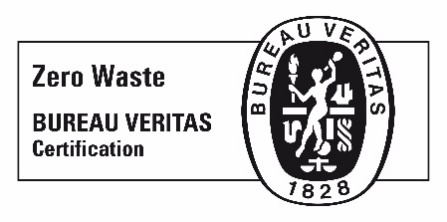 Zero Waste
BUREAU VERITAS
Certification
BUREAU VERITAS
1828